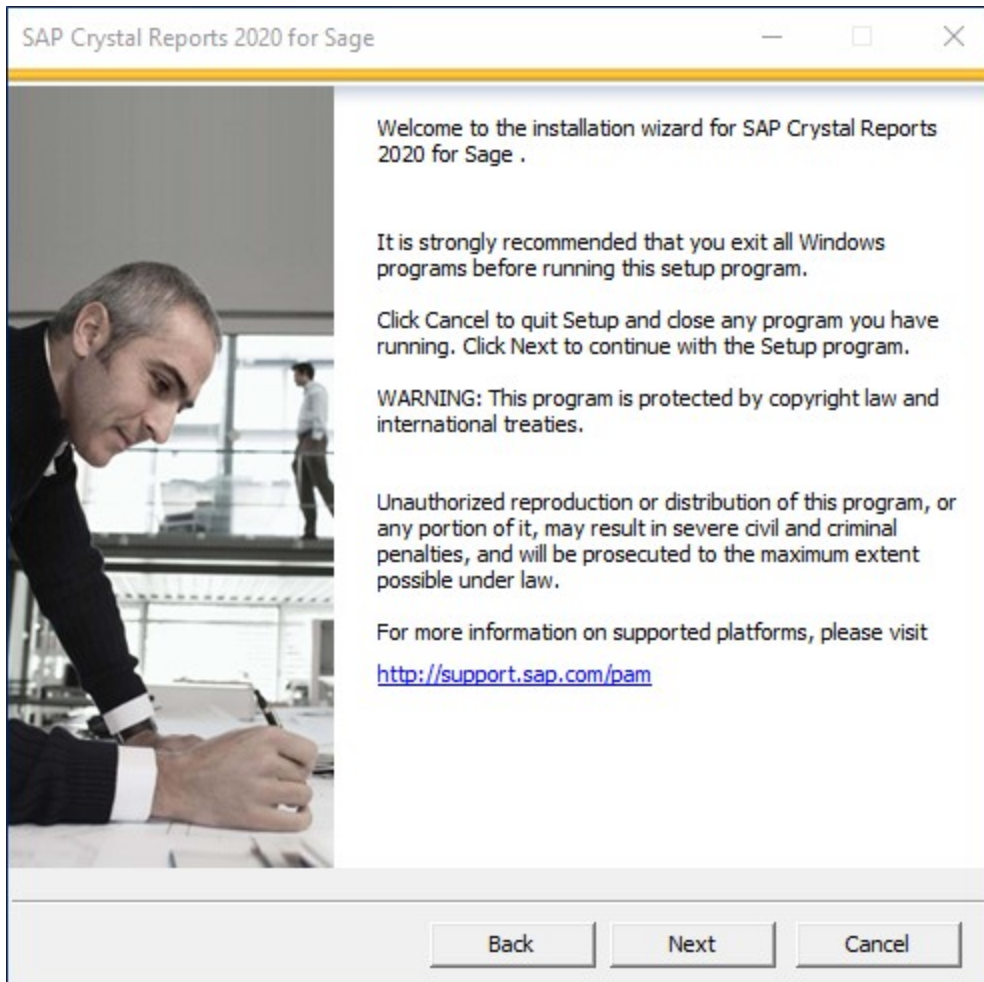 SAP Crystal Reports 2020 for Sage
Welcome to the installation wizard for SAP Crystal Reports
2020 for Sage .
It is strongly recommended that you exit all Windows
programs before running this setup program.
Click Cancel to quit Setup and close any program you have
running. Click Next to continue with the Setup program.
WARNING: This program is protected by copyright law and
international treaties.
Unauthorized reproduction or distribution of this program, or
any portion of it, may result in severe civil and criminal
penalties, and will be prosecuted to the maximum extent
possible under law.
For more information on supported platforms, please visit
http://support.sap.com/pam
Back Next Cancel